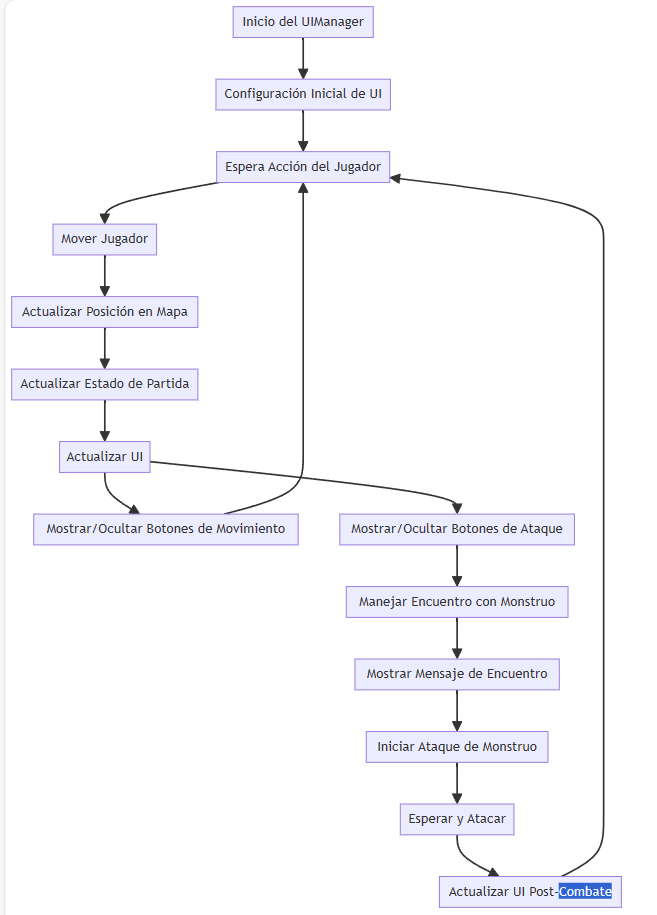 Inicio del UIManager
Configuración Inicial de UI
Espera Acción del Jugador
Mover Jugador
Actualizar Posición en Mapa
Actualizar Estado de Partida
Actualizar UI
Mostrar/Ocultar Botones de Movimiento
Mostrar/Ocultar Botones de Ataque
Manejar Encuentro con Monstruo
Mostrar Mensaje de Encuentro
Iniciar Ataque de Monstruo
Esperar y Atacar
Actualizar UI Post-Combate